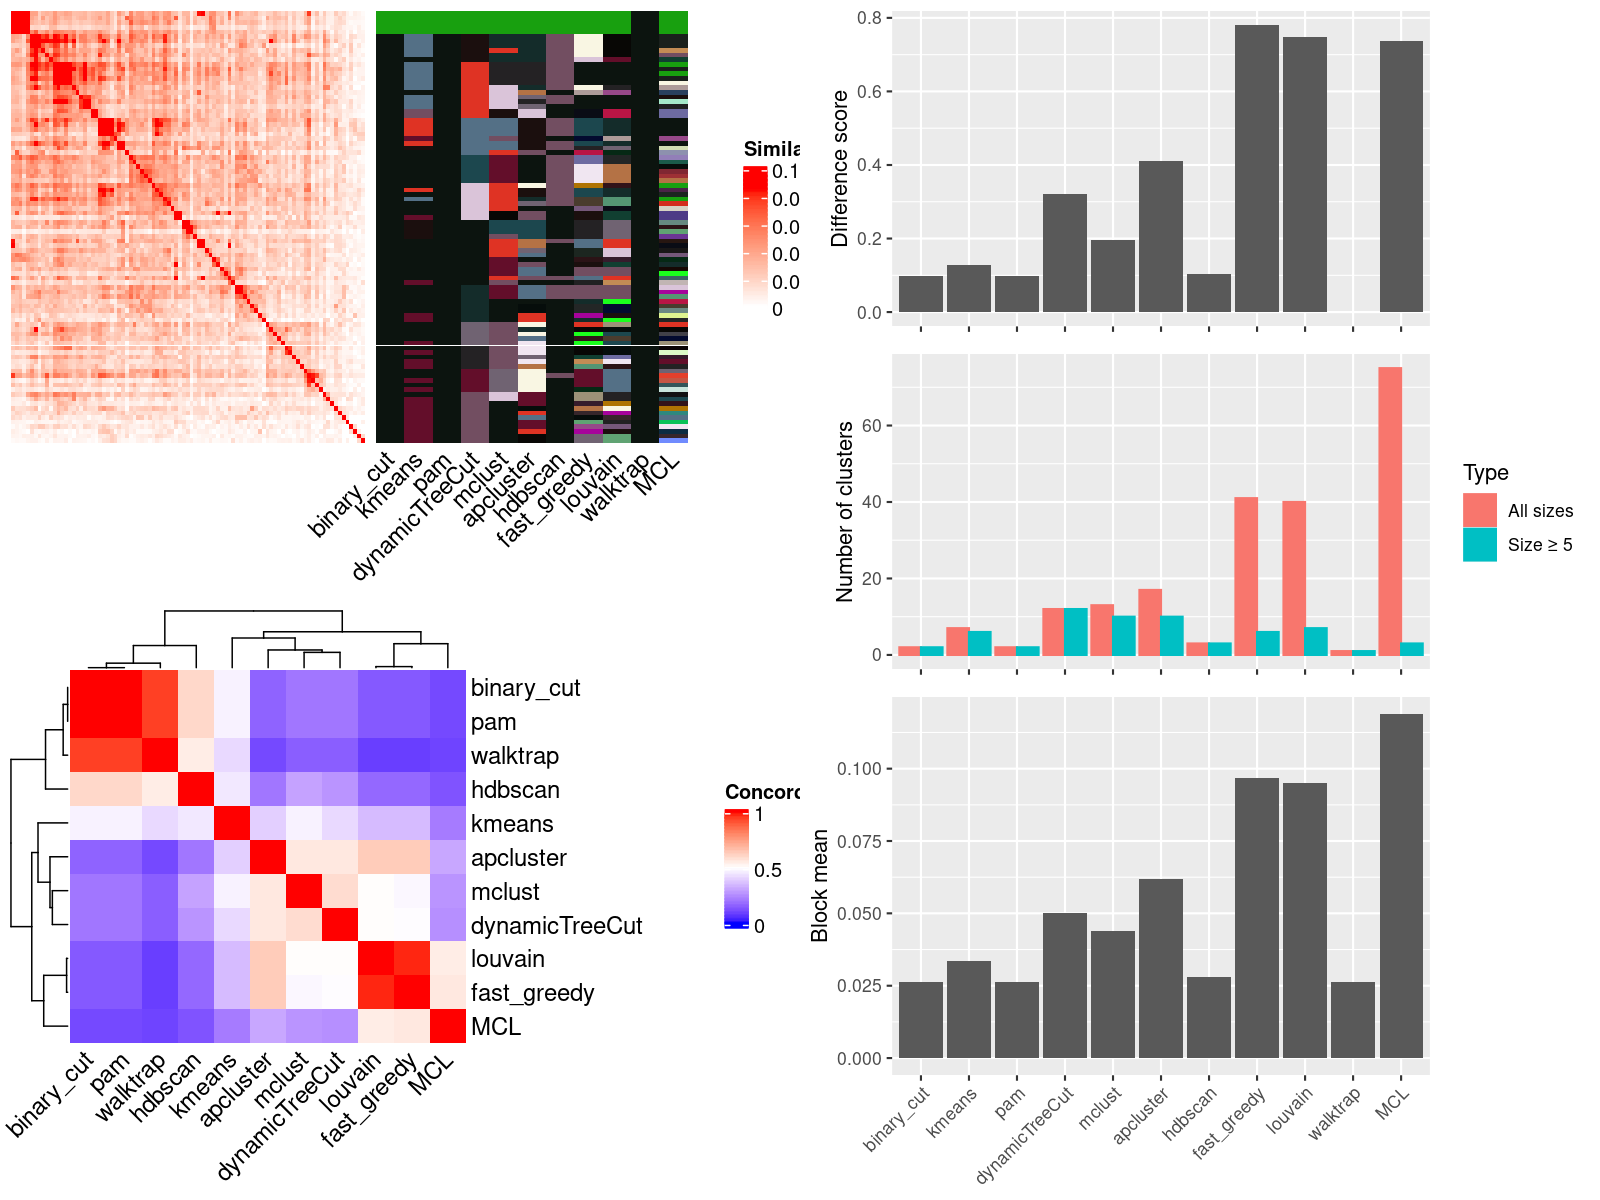 Simila
0.1
0.0
0.0
0.0
0.0
0
binary_cut
kmeans
pam
dynamicTreeCut
mclust
apcluster
hdbscan
fast_greedy
louvain
walktrap
MCL
binary_cut
pam
walktrap
hdbscan
kmeans
apcluster
mclust
dynamicTreeCut
louvain
fast_greedy
MCL
Concord
1
0.5
0
binary_cut
pam
walktrap
hdbscan
kmeans
apcluster
mclust
dynamicTreeCut
louvain
fast_greedy
MCL
Difference score
0.8
0.6
0.4
0.2
0.0
Number of clusters
60
40
20
0
Type
All sizes
Size ≥ 5
Block mean
0.100
0.075
0.050
0.025
0.000
binary_cut
kmeans
pam
dynamicTreeCut
mclust
apcluster
hdbscan
fast_greedy
louvain
walktrap
MCL